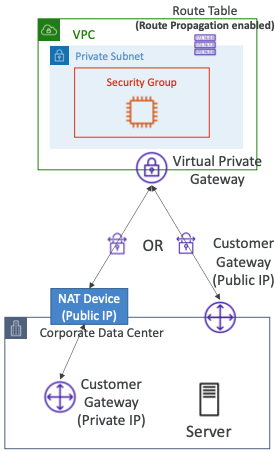 Route Table
(Route Propagation enabled)
VPC
Private Subnet
Security Group
Virtual Private
Gateway
OR
Customer
Gateway
(Public IP)
NAT Device
(Public IP)
Corporate Data Center
Customer
Gateway
(Private IP)
Server